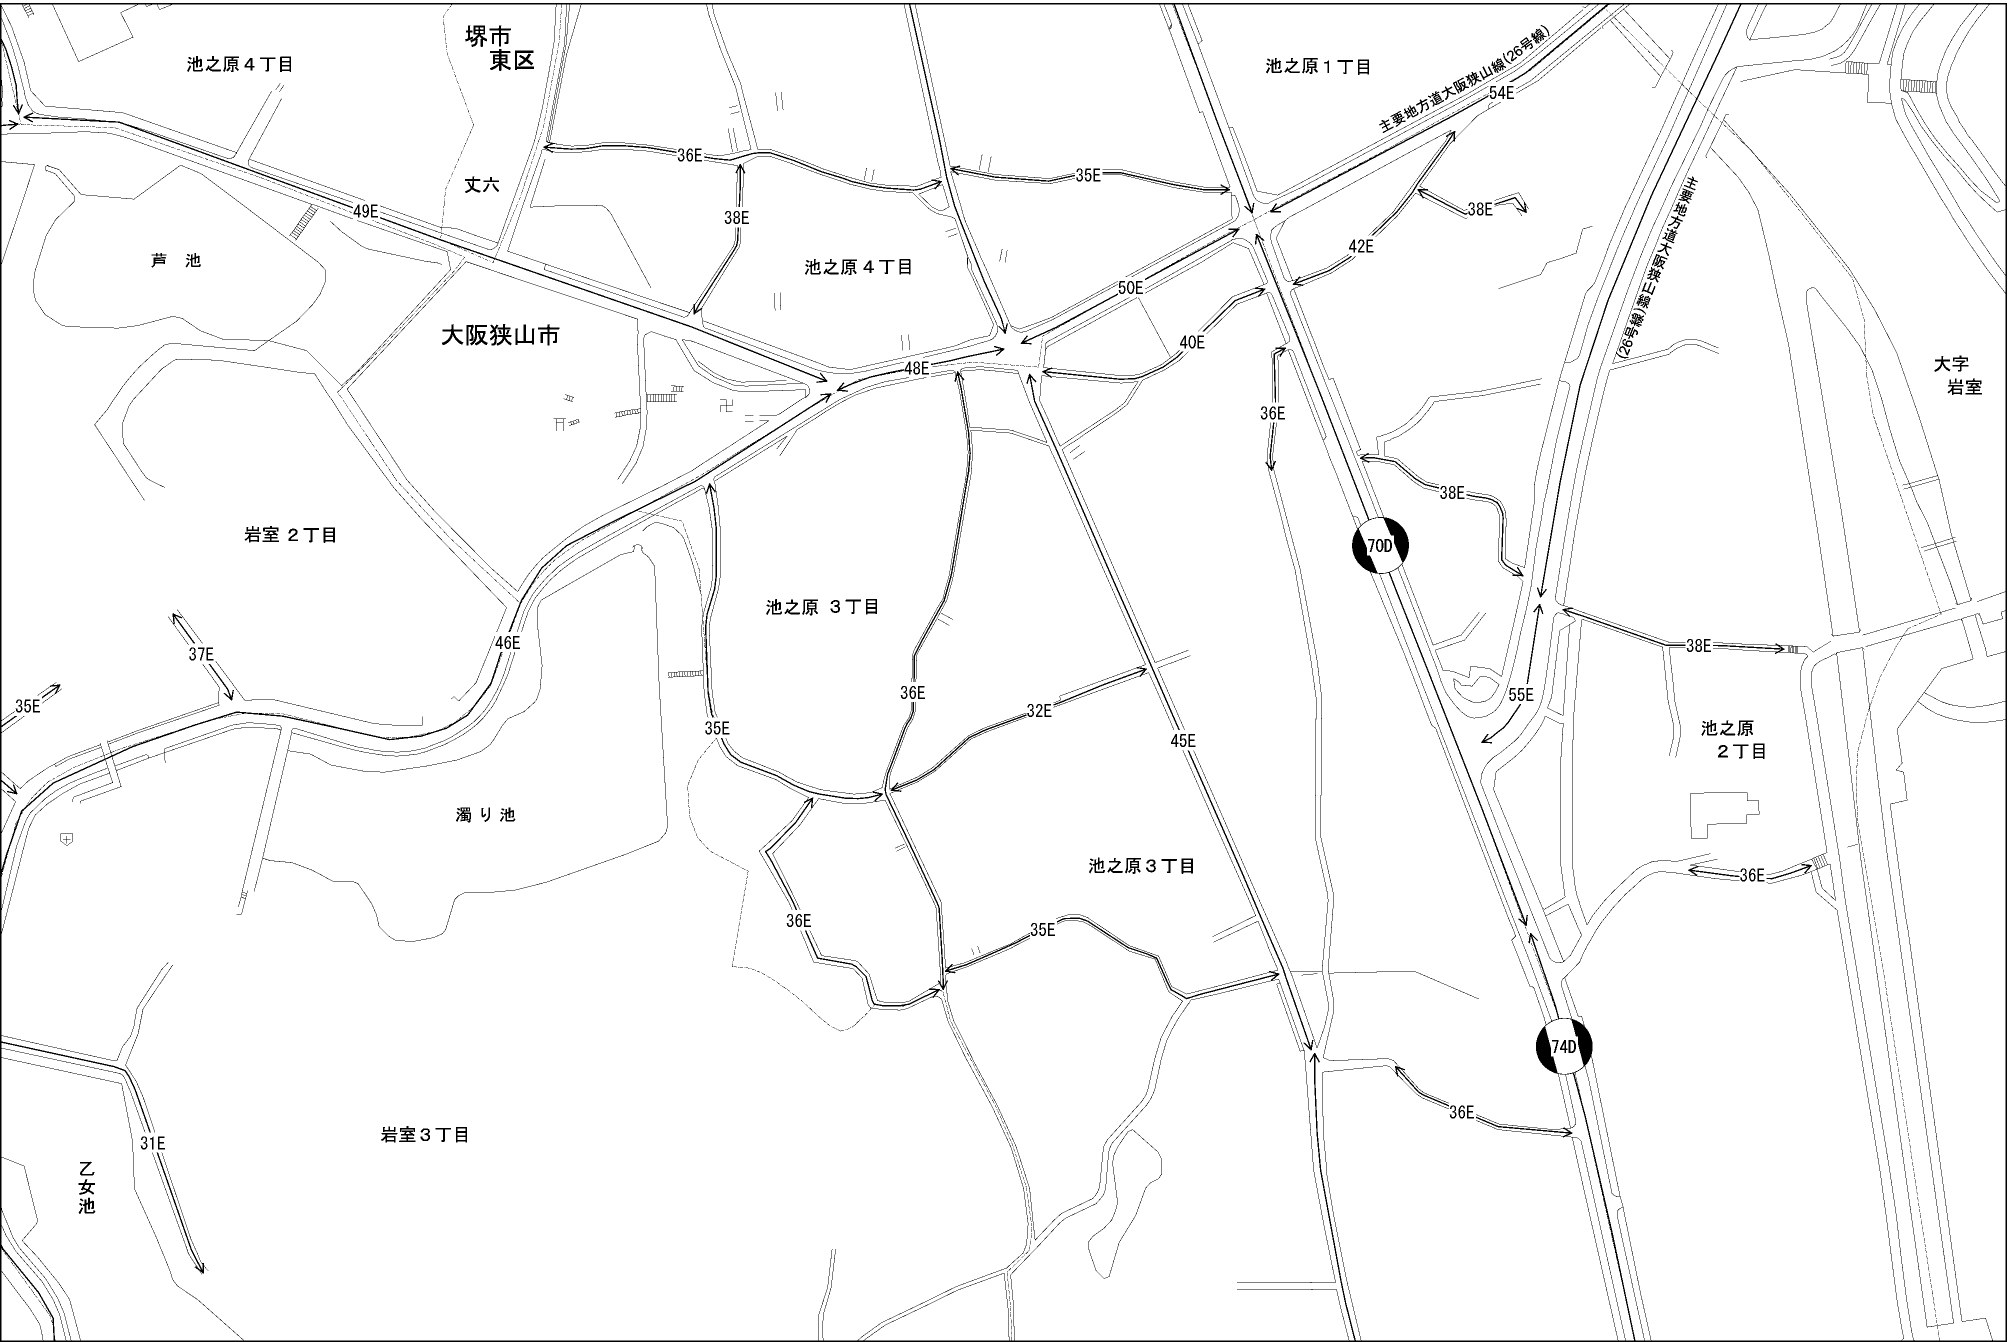 堺市
東区
池之原４丁目
池之原１丁目
主要地方道大阪狭山線(26号線)
54E
36E
35E
丈六
38E
38E
49E
38E
42E
主要地方道大阪狭山線(26号線)
芦　池
池之原４丁目
50E
大阪狭山市
40E
48E
大字
岩室
36E
卍
38E
岩室２丁目
70D
池之原３丁目
46E
37E
38E
36E
55E
35E
32E
35E
45E
池之原
２丁目
濁り池
池之原３丁目
36E
36E
35E
74D
36E
岩室３丁目
31E
乙女池